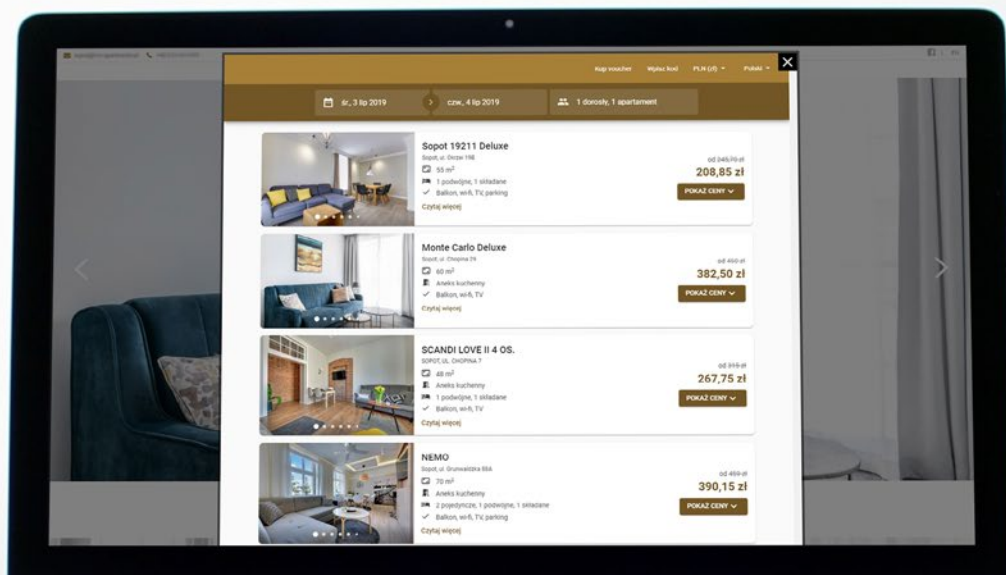 Kup voucher Wpisz kod PLN (zł) Polski
śr., 3 lip 2019 czw., 4 lip 2019 1 dorosły, 1 apartament
Sopot 19211 Deluxe
55 m²
1 podwójne, 1 składane
Balkon, wi-fi, TV, parking
Czytaj więcej
od 245,70 zł
208,85 zł
POKAŻ CENY
Monte Carlo Deluxe
Sopot, ul. Chopina 29
60 m²
Aneks kuchenny
Balkon, wi-fi, TV
Czytaj więcej
od 450 zł
382,50 zł
POKAŻ CENY
SCANDI LOVE II 4 OS.
SOPOT, UL. CHOPINA 7
48 m²
Aneks kuchenny
1 podwójne, 1 składane
Balkon, wi-fi, TV
Czytaj więcej
od 315 zł
267,75 zł
POKAŻ CENY
NEMO
Sopot, ul. Grunwaldzka
70 m²
Aneks kuchenny
2 pojedyncze, 1 podwójne, 1 składane
Balkon, wi-fi, TV, parking
Czytaj więcej
od 459 zł
390,15 zł
POKAŻ CENY